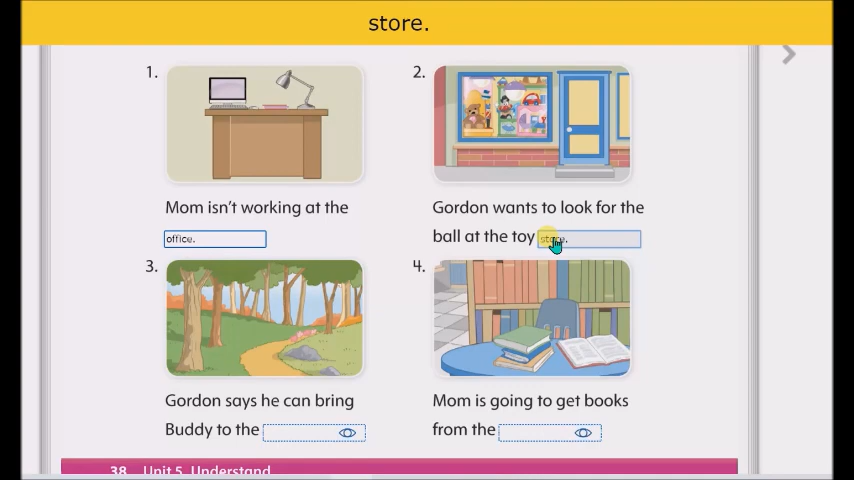 store.
1.
2.
Mom isn't working at the
office.
Gordon wants to look for the
ball at the toy store.
3.
4.
Gordon says he can bring
Buddy to the
Mom is going to get books
from the
38 Unit 5, Understand